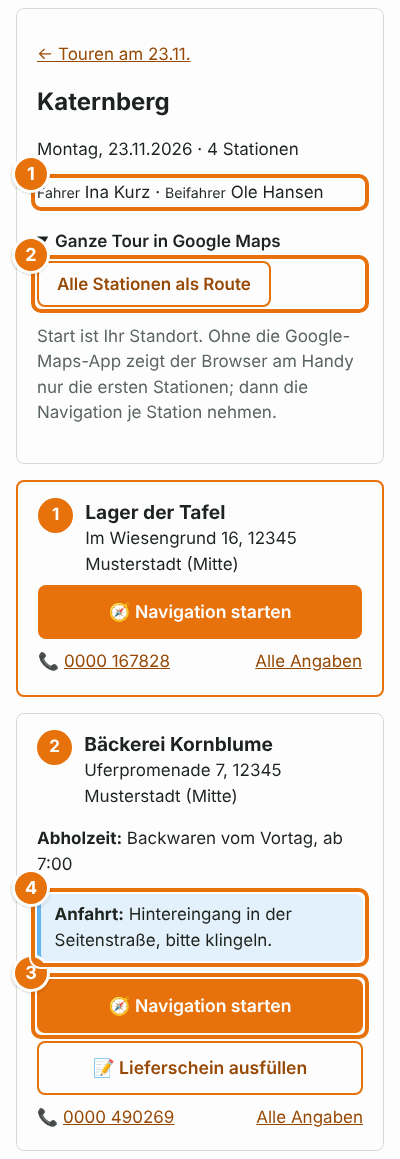 ← Touren am 23.11.
Katernberg
Montag, 23.11.2026 · 4 Stationen
1
Fahrer Ina Kurz · Beifahrer Ole Hansen
▼ Ganze Tour in Google Maps
2
Alle Stationen als Route
Start ist Ihr Standort. Ohne die Google-
Maps-App zeigt der Browser am Handy
nur die ersten Stationen; dann die
Navigation je Station nehmen.
1 Lager der Tafel
Im Wiesengrund 16, 12345
Musterstadt (Mitte)
🧭 Navigation starten
📞 0000 167828 Alle Angaben
2 Bäckerei Kornblume
Uferpromenade 7, 12345
Musterstadt (Mitte)
Abholzeit: Backwaren vom Vortag, ab
7:00
4
Anfahrt: Hintereingang in der
Seitenstraße, bitte klingeln.
3
🧭 Navigation starten
📝 Lieferschein ausfüllen
📞 0000 490269 Alle Angaben